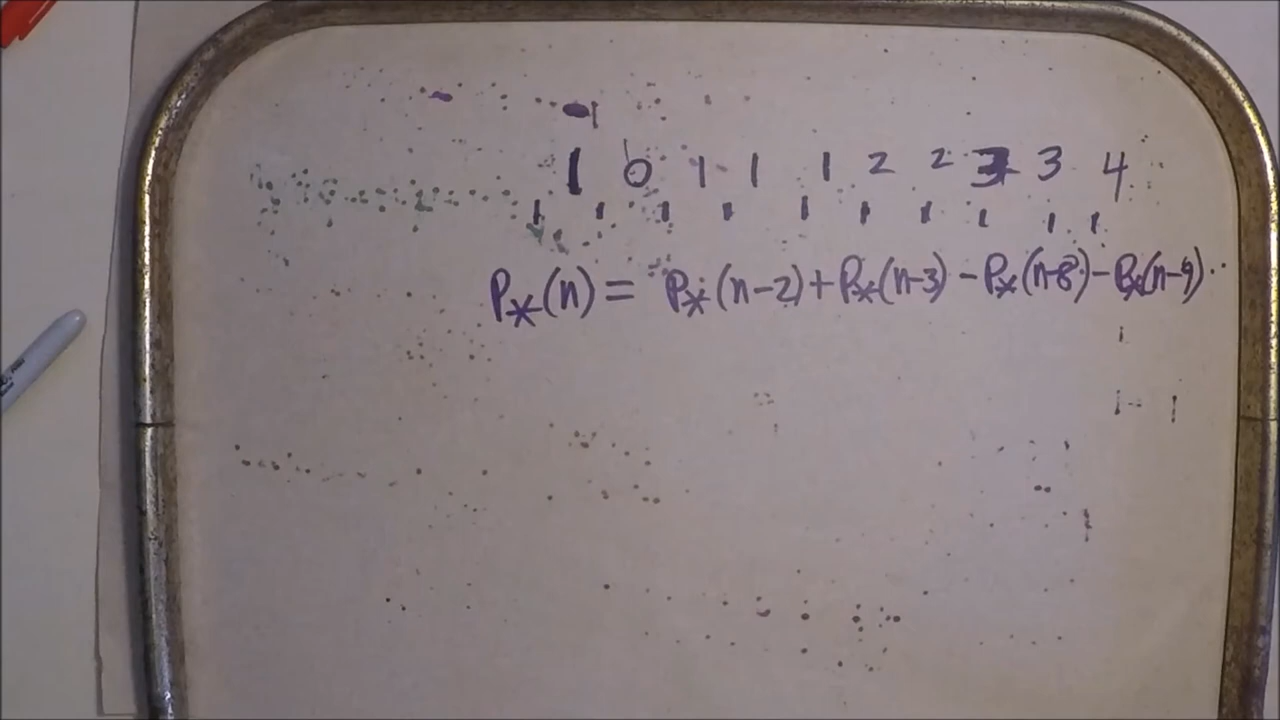 1 0 1 1 1 2 2 3 3 4
P*(n) = P*(n-2)+P*(n-3)-P*(n-8)-P*(n-9)..